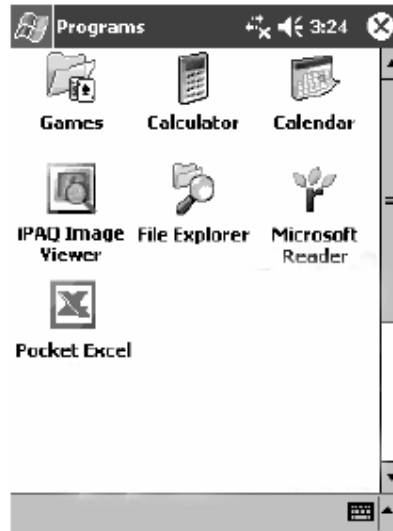 Programs 3:24
Games Calculator Calendar
iPAQ Image Viewer File Explorer Microsoft Reader
Pocket Excel